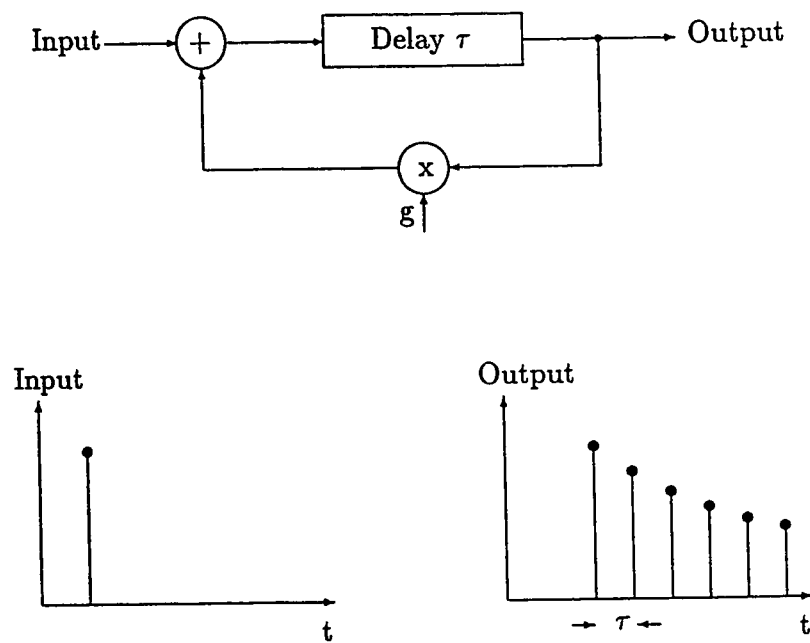 Input + Delay τ Output
x
g
Input
t
Output
τ t